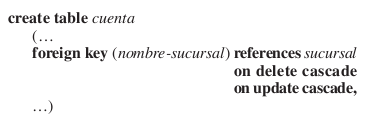 create table cuenta
(…
foreign key (nombre-sucursal) references sucursal
on delete cascade
on update cascade,
…)